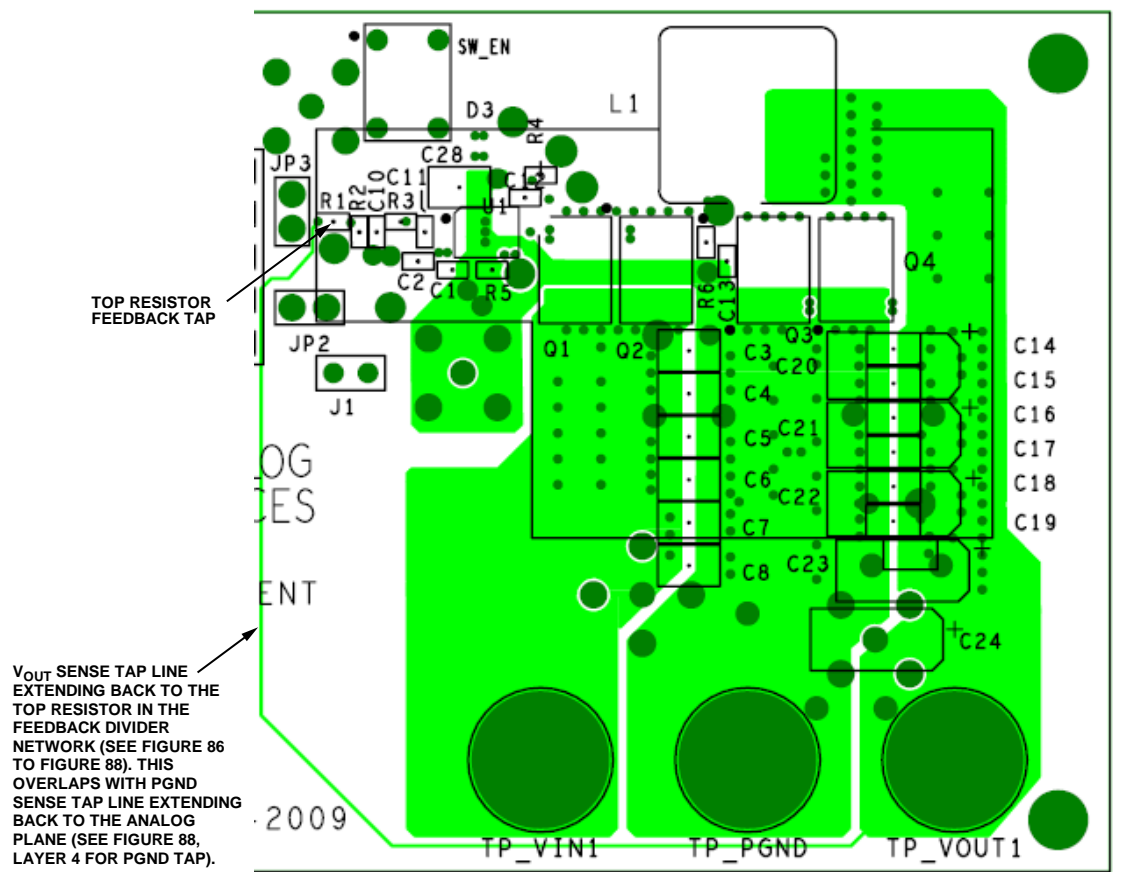 SW_EN
D3
L1
R4
JP3
C28
C11
R1
R2
C10
R3
U1
Q4
C2
C1
R5
R6
C13
TOP RESISTOR
FEEDBACK TAP
JP2
J1
Q1
Q2
Q3
C3
C20
C14
C4
C15
C16
C5
C21
C17
C6
C22
C18
C7
C19
C8
C23
C24
OG
CES
ENT
2009
VOUT SENSE TAP LINE
EXTENDING BACK TO THE
TOP RESISTOR IN THE
FEEDBACK DIVIDER
NETWORK (SEE FIGURE 86
TO FIGURE 88). THIS
OVERLAPS WITH PGND
SENSE TAP LINE EXTENDING
BACK TO THE ANALOG
PLANE (SEE FIGURE 88,
LAYER 4 FOR PGND TAP).
TP_VIN1
TP_PGND
TP_VOUT1